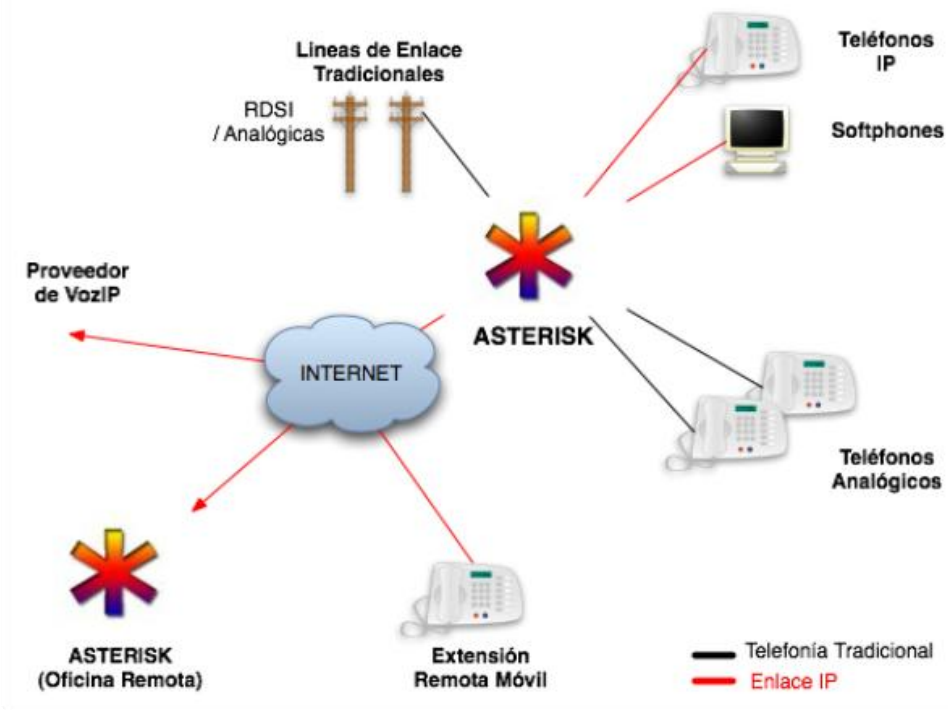 Lineas de Enlace
Tradicionales
RDSI
/ Analógicas
Teléfonos
IP
Softphones
Proveedor
de VozIP
ASTERISK
INTERNET
Teléfonos
Analógicos
ASTERISK
(Oficina Remota)
Extensión
Remota Móvil
Telefonía Tradicional
Enlace IP